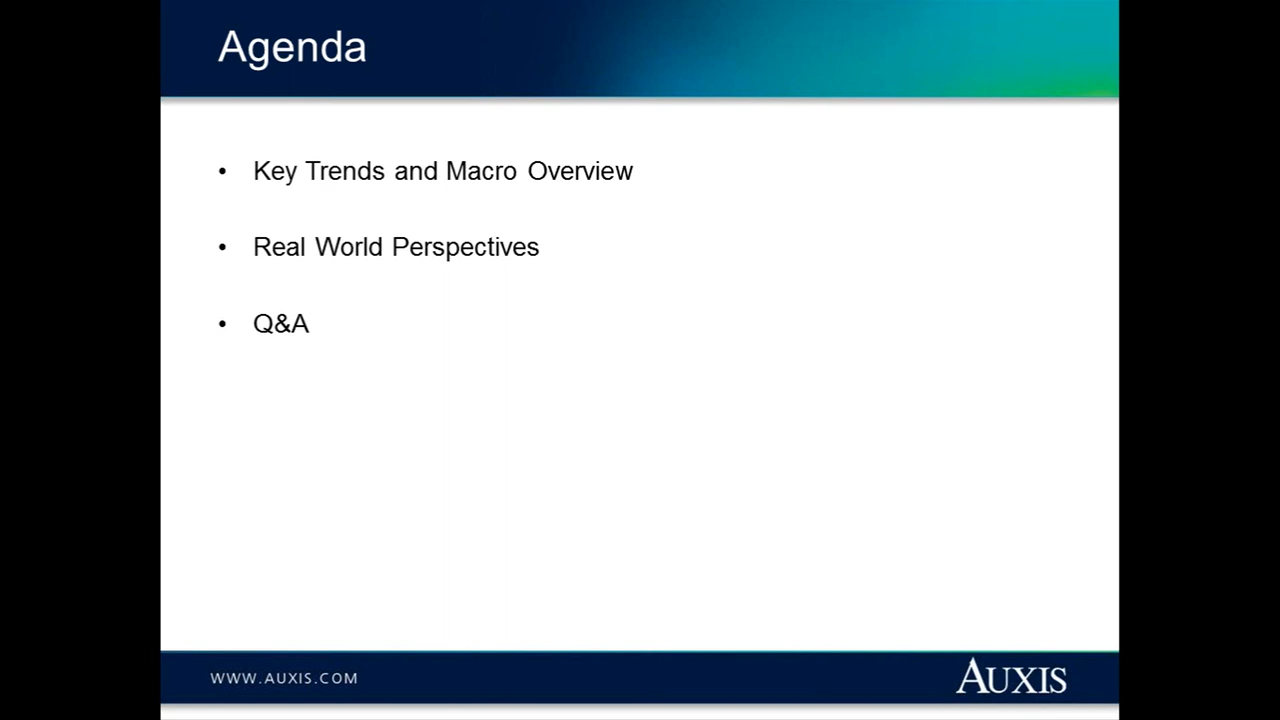 Agenda
• Key Trends and Macro Overview
• Real World Perspectives
• Q&A
WWW.AUXIS.COM
AUXIS